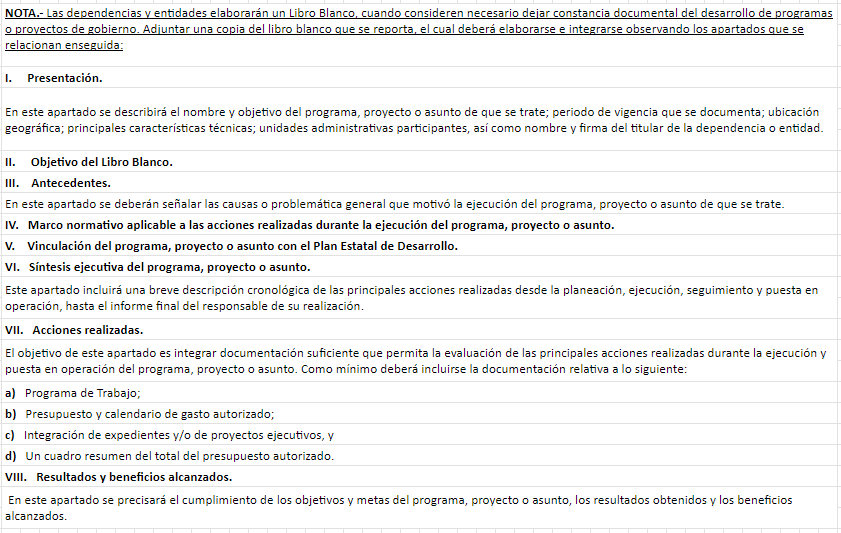 NOTA.- Las dependencias y entidades elaborarán un Libro Blanco, cuando consideren necesario dejar constancia documental del desarrollo de programas
o proyectos de gobierno. Adjuntar una copia del libro blanco que se reporta, el cual deberá elaborarse e integrarse observando los apartados que se
relacionan enseguida:
I. Presentación.
En este apartado se describirá el nombre y objetivo del programa, proyecto o asunto de que se trate; periodo de vigencia que se documenta; ubicación
geográfica; principales características técnicas; unidades administrativas participantes, así como nombre y firma del titular de la dependencia o entidad.
II. Objetivo del Libro Blanco.
III. Antecedentes.
En este apartado se deberán señalar las causas o problemática general que motivó la ejecución del programa, proyecto o asunto de que se trate.
IV. Marco normativo aplicable a las acciones realizadas durante la ejecución del programa, proyecto o asunto.
V. Vinculación del programa, proyecto o asunto con el Plan Estatal de Desarrollo.
VI. Síntesis ejecutiva del programa, proyecto o asunto.
Este apartado incluirá una breve descripción cronológica de las principales acciones realizadas desde la planeación, ejecución, seguimiento y puesta en
operación, hasta el informe final del responsable de su realización.
VII. Acciones realizadas.
El objetivo de este apartado es integrar documentación suficiente que permita la evaluación de las principales acciones realizadas durante la ejecución y
puesta en operación del programa, proyecto o asunto. Como mínimo deberá incluirse la documentación relativa a lo siguiente:
a) Programa de Trabajo;
b) Presupuesto y calendario de gasto autorizado;
c) Integración de expedientes y/o de proyectos ejecutivos, y
d) Un cuadro resumen del total del presupuesto autorizado.
VIII. Resultados y beneficios alcanzados.
En este apartado se precisará el cumplimiento de los objetivos y metas del programa, proyecto o asunto, los resultados obtenidos y los beneficios
alcanzados.